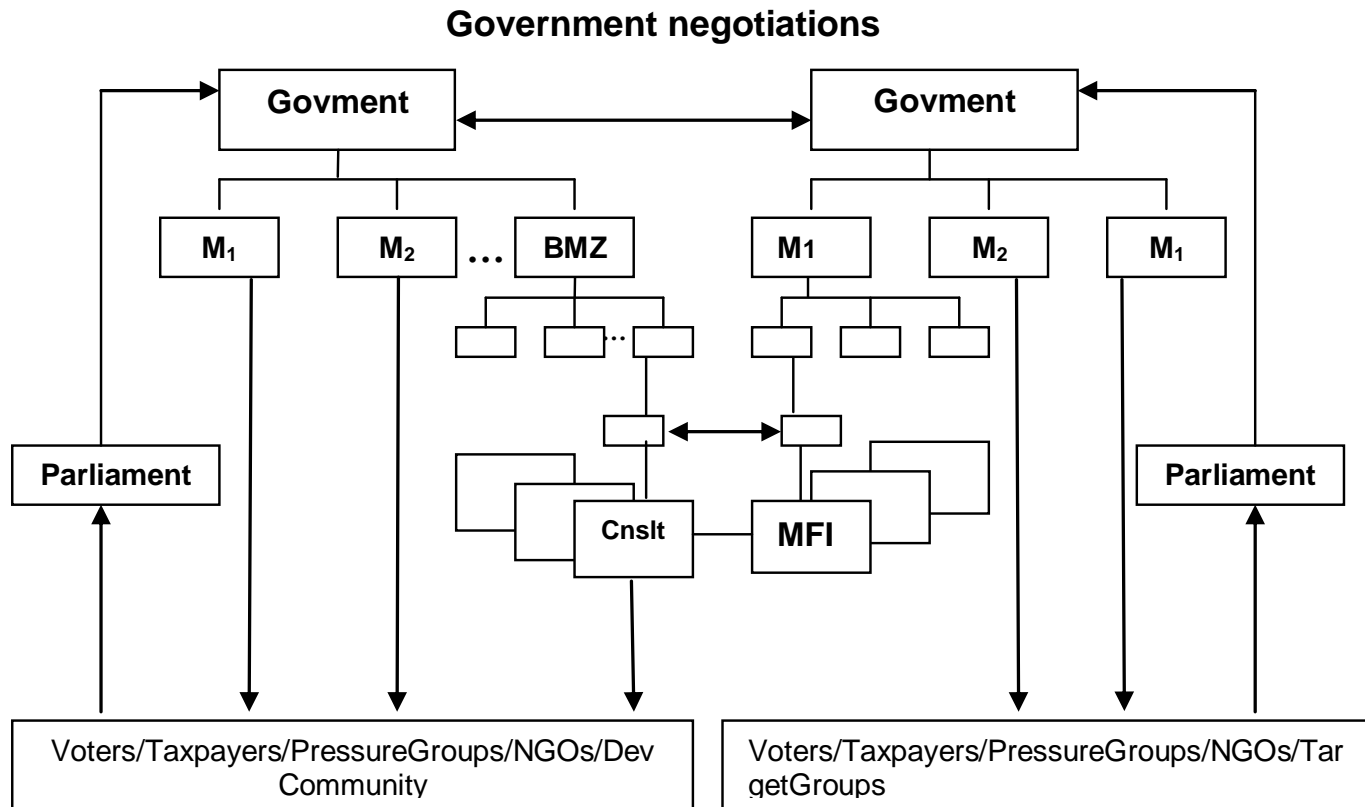 Government negotiations
Govment
Govment
M₁
M₂
...
BMZ
M1
M₂
M₁
...
Parliament
Parliament
Cnslt
MFI
Voters/Taxpayers/PressureGroups/NGOs/Dev
Community
Voters/Taxpayers/PressureGroups/NGOs/Tar
getGroups